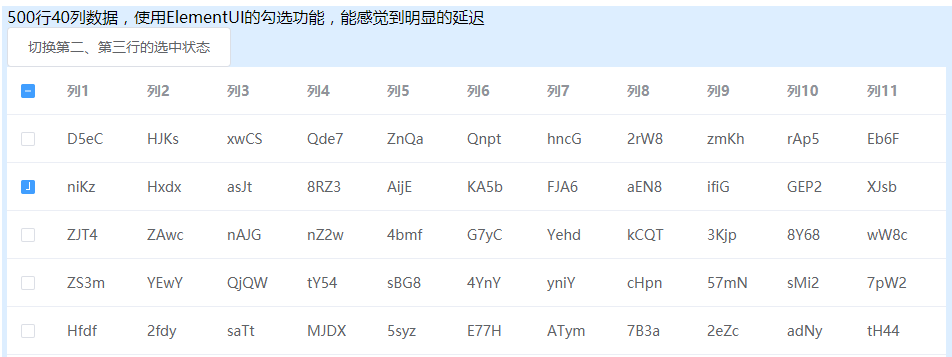 500行40列数据，使用ElementUI的勾选功能，能感觉到明显的延迟
切换第二、第三行的选中状态
列1 列2 列3 列4 列5 列6 列7 列8 列9 列10 列11
D5eC HJKs xwCS Qde7 ZnQa Qnpt hncG 2rW8 zmKh rAp5 Eb6F
niKz Hxdx asJt 8RZ3 AijE KA5b FJA6 aEN8 ifiG GEP2 XJsb
ZJT4 ZAwc nAJG nZ2w 4bmf G7yC Yehd kCQT 3Kjp 8Y68 wW8c
ZS3m YEwY QjQW tY54 sBG8 4YnY yniY cHpn 57mN sMi2 7pW2
Hfdf 2fdy saTt MJDX 5syz E77H ATym 7B3a 2eZc adNy tH44